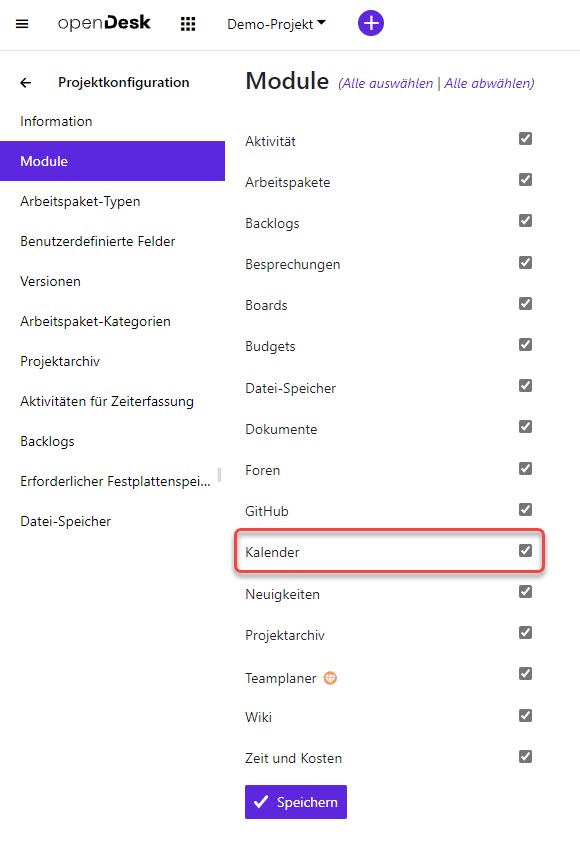 openDesk
Demo-Projekt
Projektkonfiguration
Information
Module
Arbeitspaket-Typen
Benutzerdefinierte Felder
Versionen
Arbeitspaket-Kategorien
Projektarchiv
Aktivitäten für Zeiterfassung
Backlogs
Erforderlicher Festplattenspei...
Datei-Speicher
Module (Alle auswählen | Alle abwählen)
Aktivität
Arbeitspakete
Backlogs
Besprechungen
Boards
Budgets
Datei-Speicher
Dokumente
Foren
GitHub
Kalender
Neuigkeiten
Projektarchiv
Teamplaner
Wiki
Zeit und Kosten
Speichern